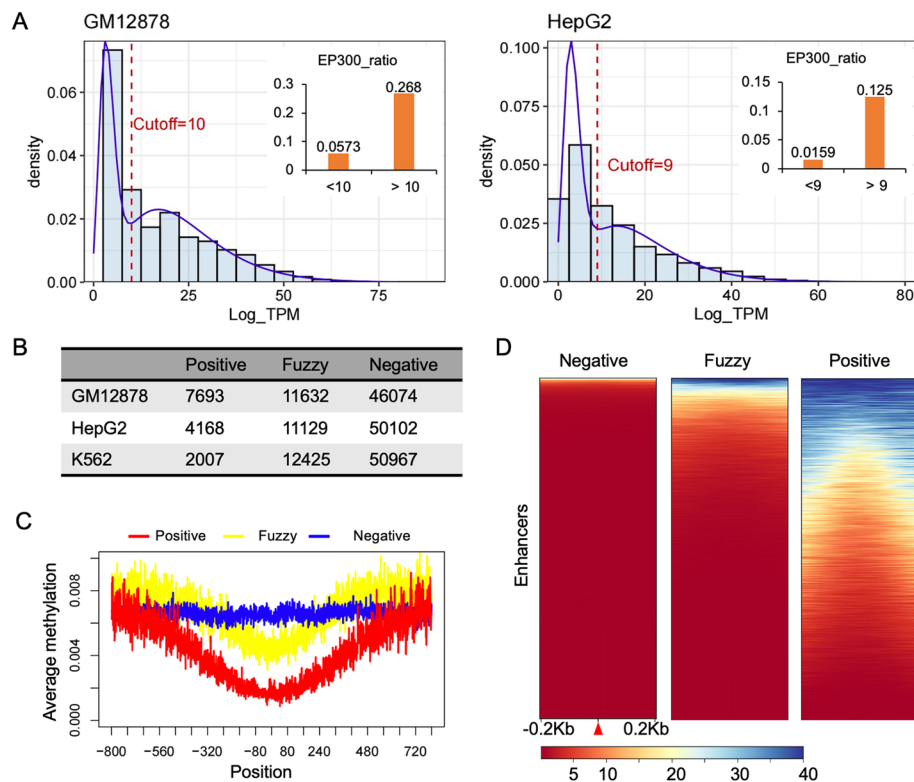 A
GM12878
0.06
0.04
0.02
0.00
density
0
25
50
75
Log_TPM
Cutoff=10
EP300_ratio
0.3
0.2
0.1
0
0.0573
0.268
<10
> 10
HepG2
0.100
0.075
0.050
0.025
0.000
density
0
20
40
60
80
Log_TPM
Cutoff=9
EP300_ratio
0.15
0.1
0.05
0
0.0159
0.125
<9
> 9
B
Positive Fuzzy Negative
GM12878 7693 11632 46074
HepG2 4168 11129 50102
K562 2007 12425 50967
C
Positive Fuzzy Negative
Average methylation
0.008
0.004
0.000
−800 −560 −320 −80 80 240 480 720
Position
D
Negative Fuzzy Positive
Enhancers
-0.2Kb 0.2Kb
5 10 20 30 40